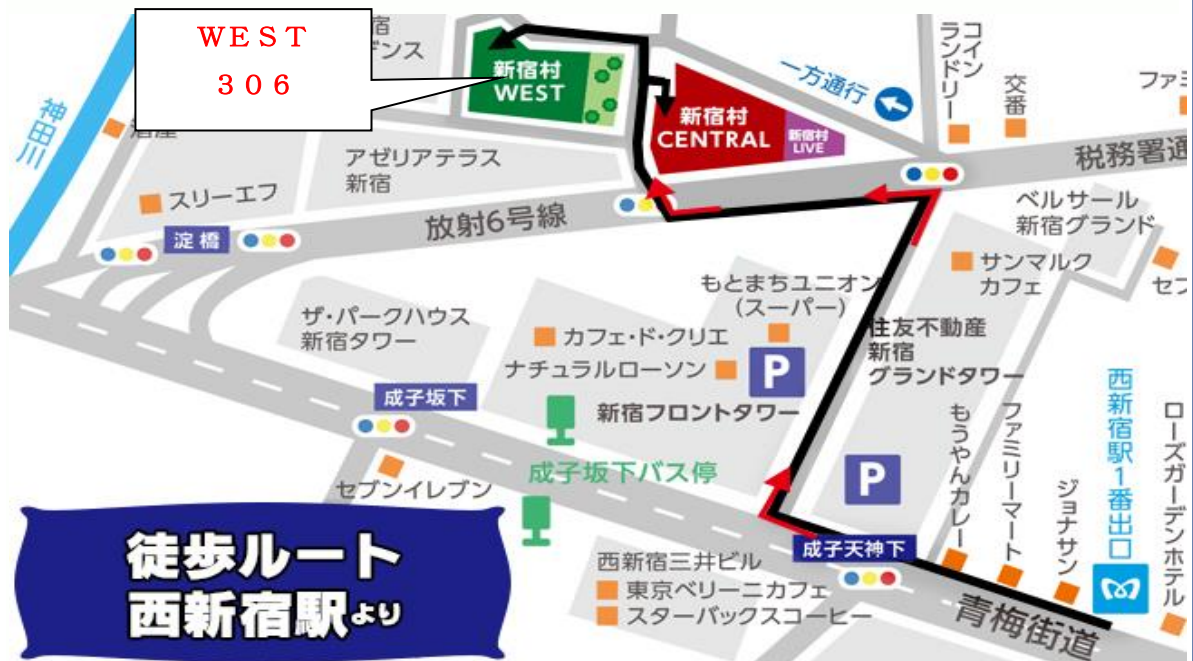 ＷＥＳＴ
３０６
宿
デンス
新宿村
WEST
新宿村
CENTRAL
新宿村
LIVE
一方通行
コイン
ランドリー
交番
ファミ
税務署通
神田川
酒屋
スリーエフ
アゼリアテラス
新宿
放射6号線
淀橋
ベルサール
新宿グランド
サンマルク
カフェ
セブ
もとまちユニオン
(スーパー)
ザ・パークハウス
新宿タワー
カフェ・ド・クリエ
ナチュラルローソン
P
新宿フロントタワー
住友不動産
新宿
グランドタワー
成子坂下
セブンイレブン
成子坂下バス停
P
もうやんカレー
ファミリーマート
ジョナサン
西新宿駅1番出口
ローズガーデンホテル
成子天神下
西新宿三井ビル
東京ベリーニカフェ
スターバックスコーヒー
青梅街道
徒歩ルート
西新宿駅より